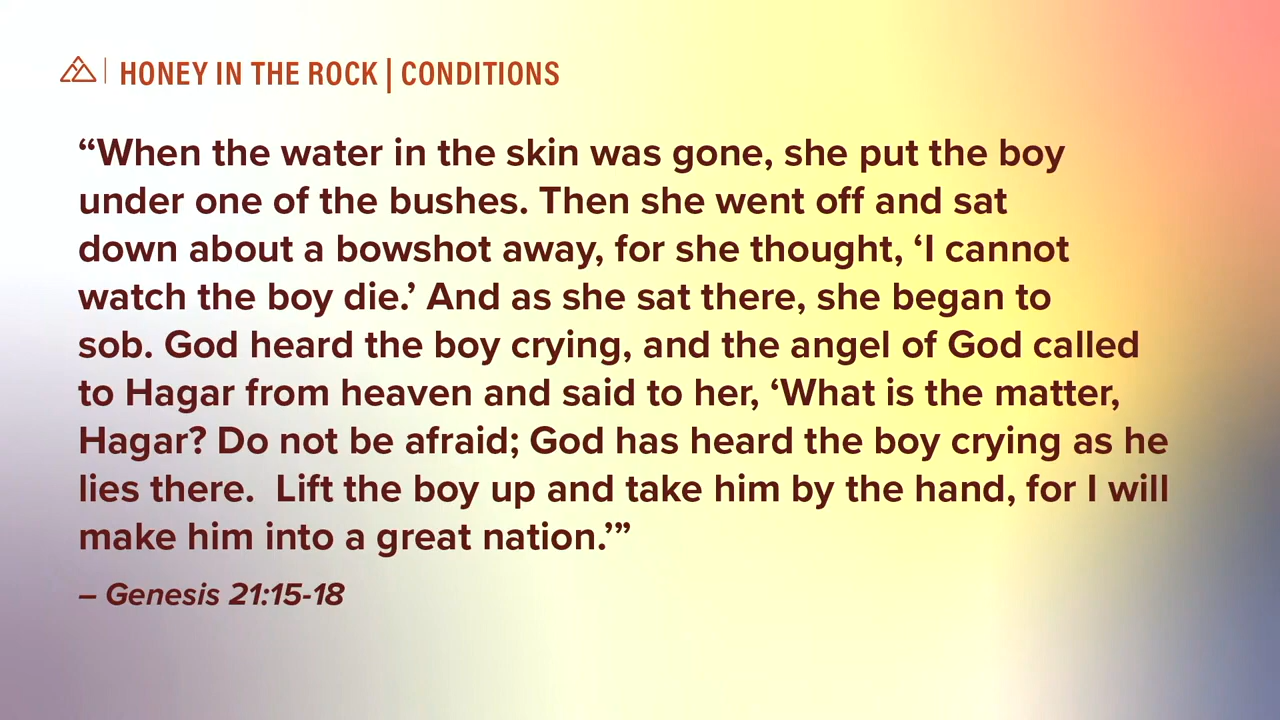 HONEY IN THE ROCK | CONDITIONS
“When the water in the skin was gone, she put the boy
under one of the bushes. Then she went off and sat
down about a bowshot away, for she thought, ‘I cannot
watch the boy die.’ And as she sat there, she began to
sob. God heard the boy crying, and the angel of God called
to Hagar from heaven and said to her, ‘What is the matter,
Hagar? Do not be afraid; God has heard the boy crying as he
lies there.  Lift the boy up and take him by the hand, for I will
make him into a great nation.’”
– Genesis 21:15-18